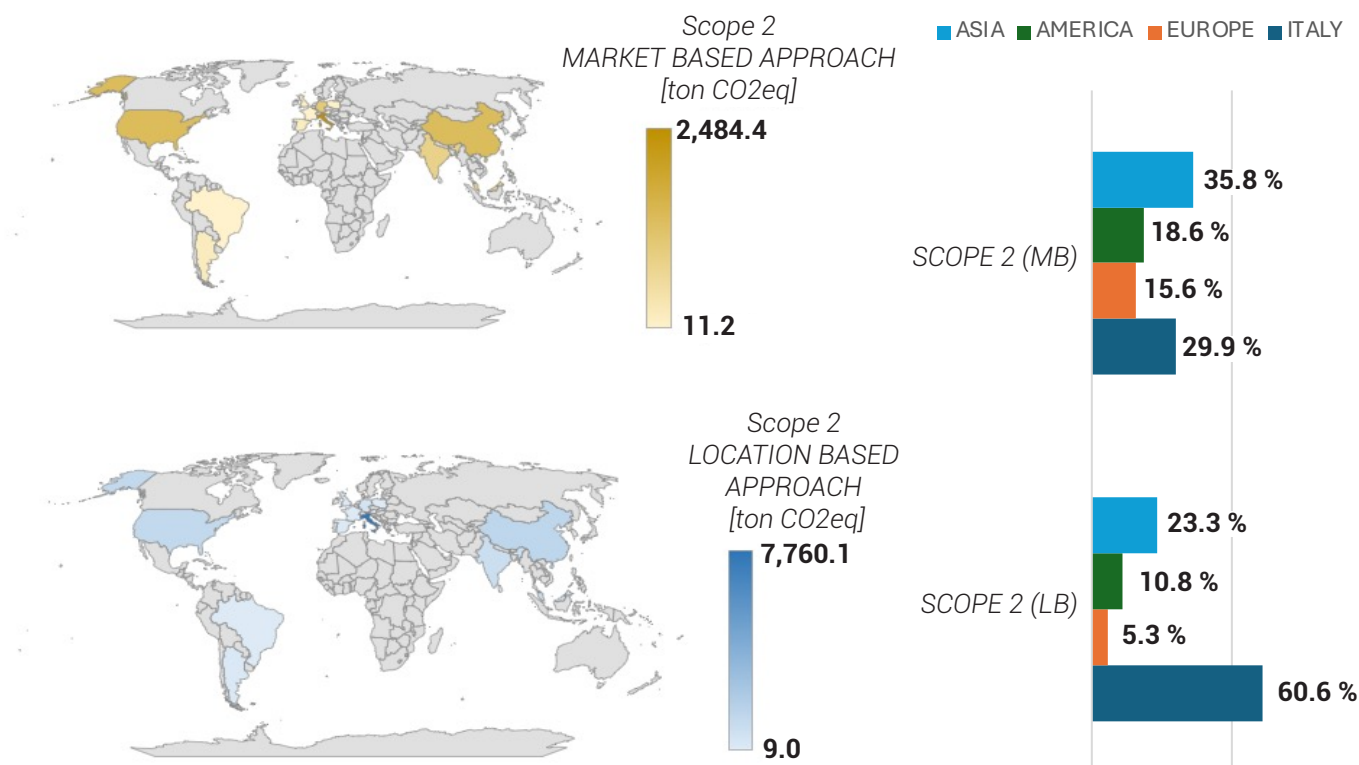 Scope 2
MARKET BASED APPROACH
[ton CO2eq]
2,484.4
11.2
Scope 2
LOCATION BASED
APPROACH
[ton CO2eq]
7,760.1
9.0
ASIA AMERICA EUROPE ITALY
SCOPE 2 (MB)
35.8 %
18.6 %
15.6 %
29.9 %
SCOPE 2 (LB)
23.3 %
10.8 %
5.3 %
60.6 %